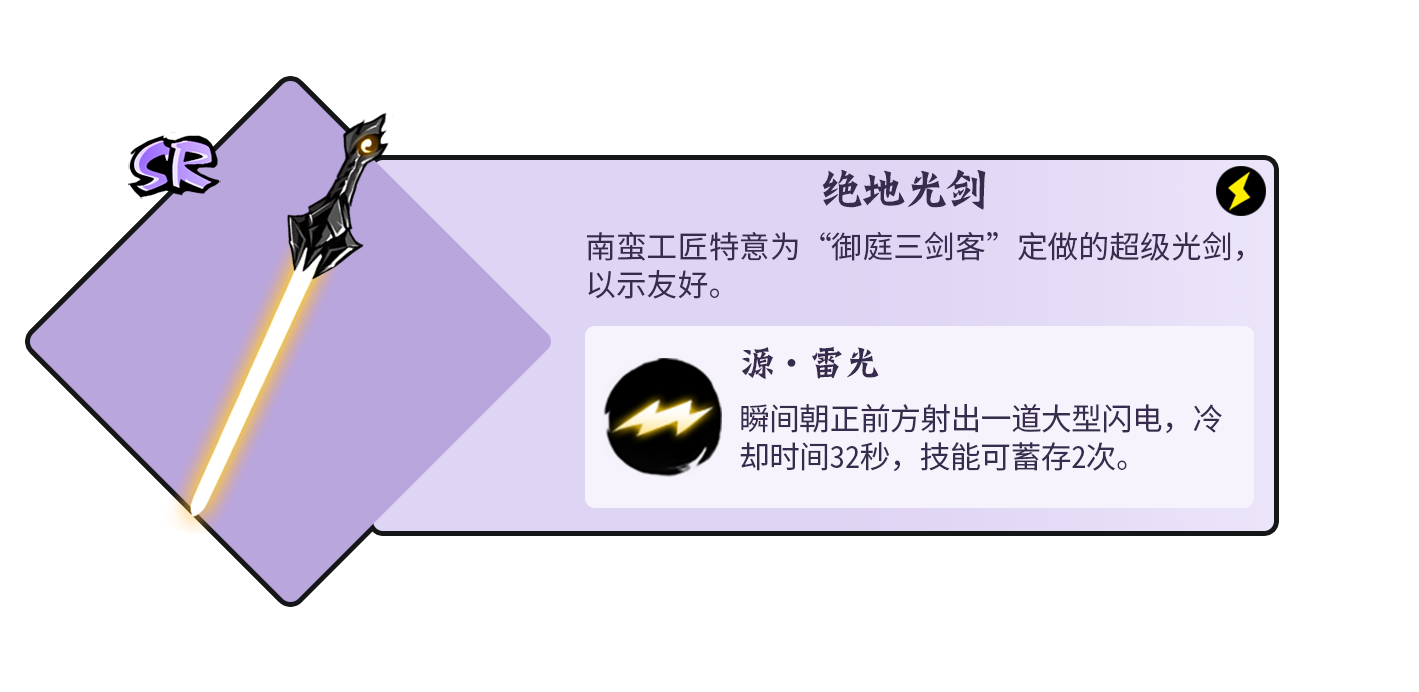 SR
绝地光剑
南蛮工匠特意为“御庭三剑客”定做的超级光剑，
以示友好。
源·雷光
瞬间朝正前方射出一道大型闪电，冷
却时间32秒，技能可蓄存2次。